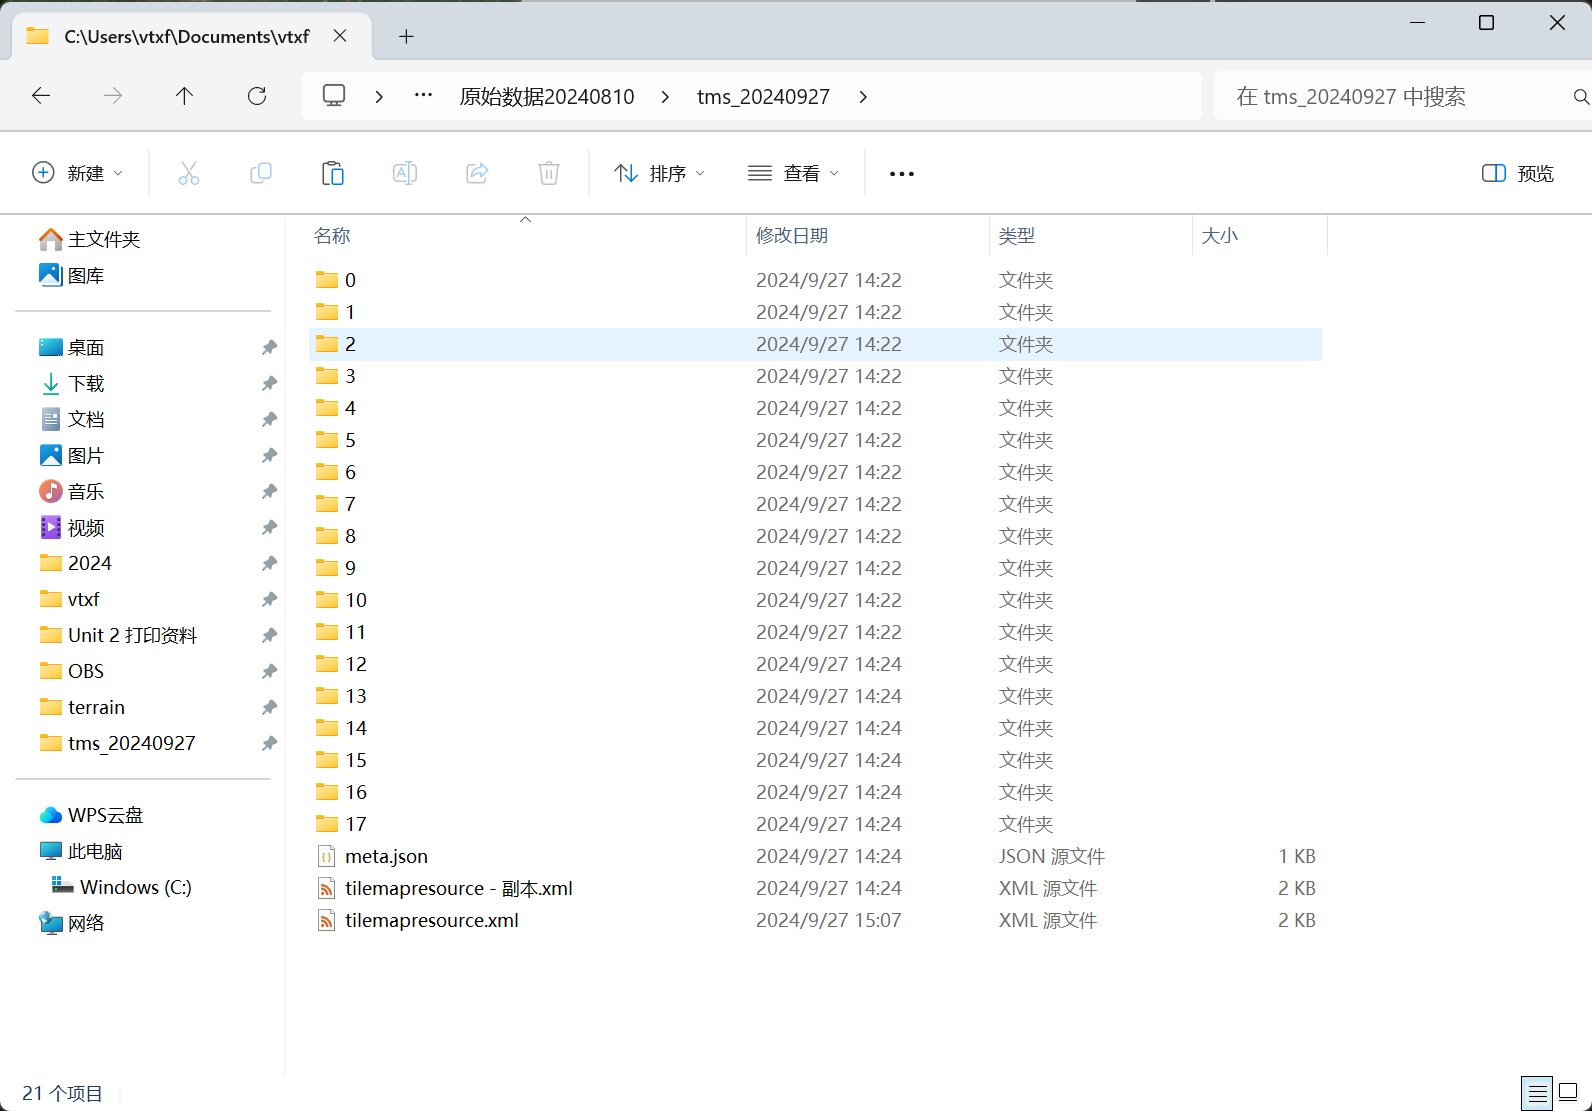 C:\Users\vtxf\Documents\vtxf
原始数据20240810 tms_20240927 在 tms_20240927 中搜索
新建 排序 查看 预览
主文件夹
图库
桌面
下载
文档
图片
音乐
视频
2024
vtxf
Unit 2 打印资料
OBS
terrain
tms_20240927
WPS云盘
此电脑
Windows (C:)
网络
名称 修改日期 类型 大小
0 2024/9/27 14:22 文件夹
1 2024/9/27 14:22 文件夹
2 2024/9/27 14:22 文件夹
3 2024/9/27 14:22 文件夹
4 2024/9/27 14:22 文件夹
5 2024/9/27 14:22 文件夹
6 2024/9/27 14:22 文件夹
7 2024/9/27 14:22 文件夹
8 2024/9/27 14:22 文件夹
9 2024/9/27 14:22 文件夹
10 2024/9/27 14:22 文件夹
11 2024/9/27 14:22 文件夹
12 2024/9/27 14:24 文件夹
13 2024/9/27 14:24 文件夹
14 2024/9/27 14:24 文件夹
15 2024/9/27 14:24 文件夹
16 2024/9/27 14:24 文件夹
17 2024/9/27 14:24 文件夹
meta.json 2024/9/27 14:24 JSON 源文件 1 KB
tilemapresource - 副本.xml 2024/9/27 14:24 XML 源文件 2 KB
tilemapresource.xml 2024/9/27 15:07 XML 源文件 2 KB
21 个项目